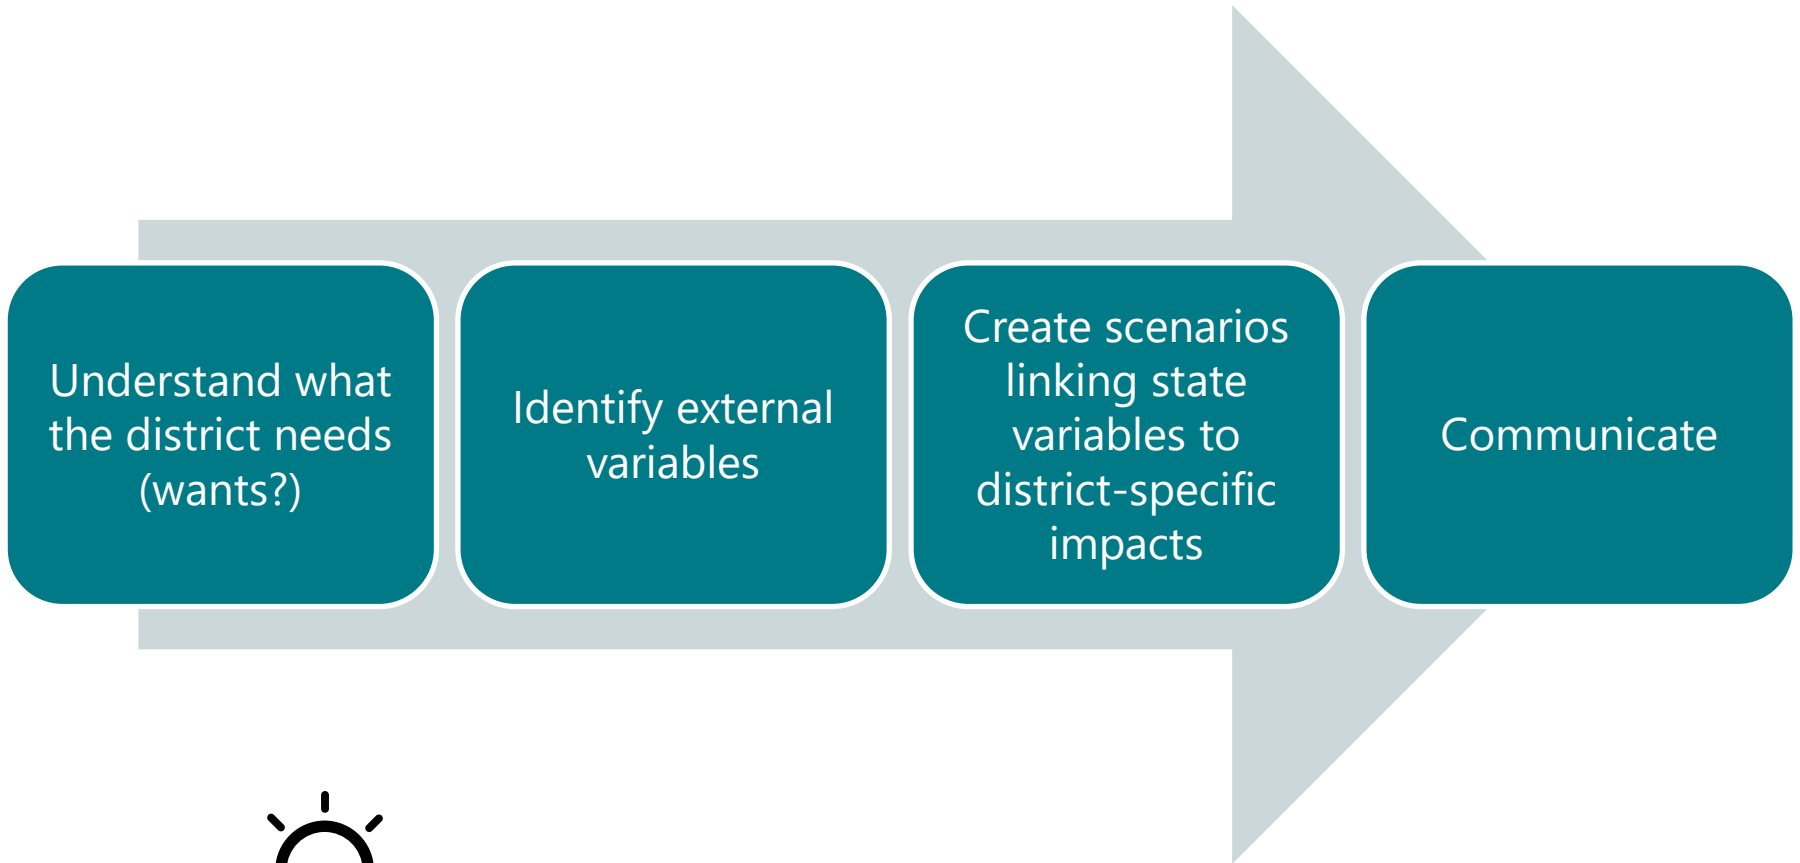 Understand what
the district needs
(wants?)
Identify external
variables
Create scenarios
linking state
variables to
district-specific
impacts
Communicate